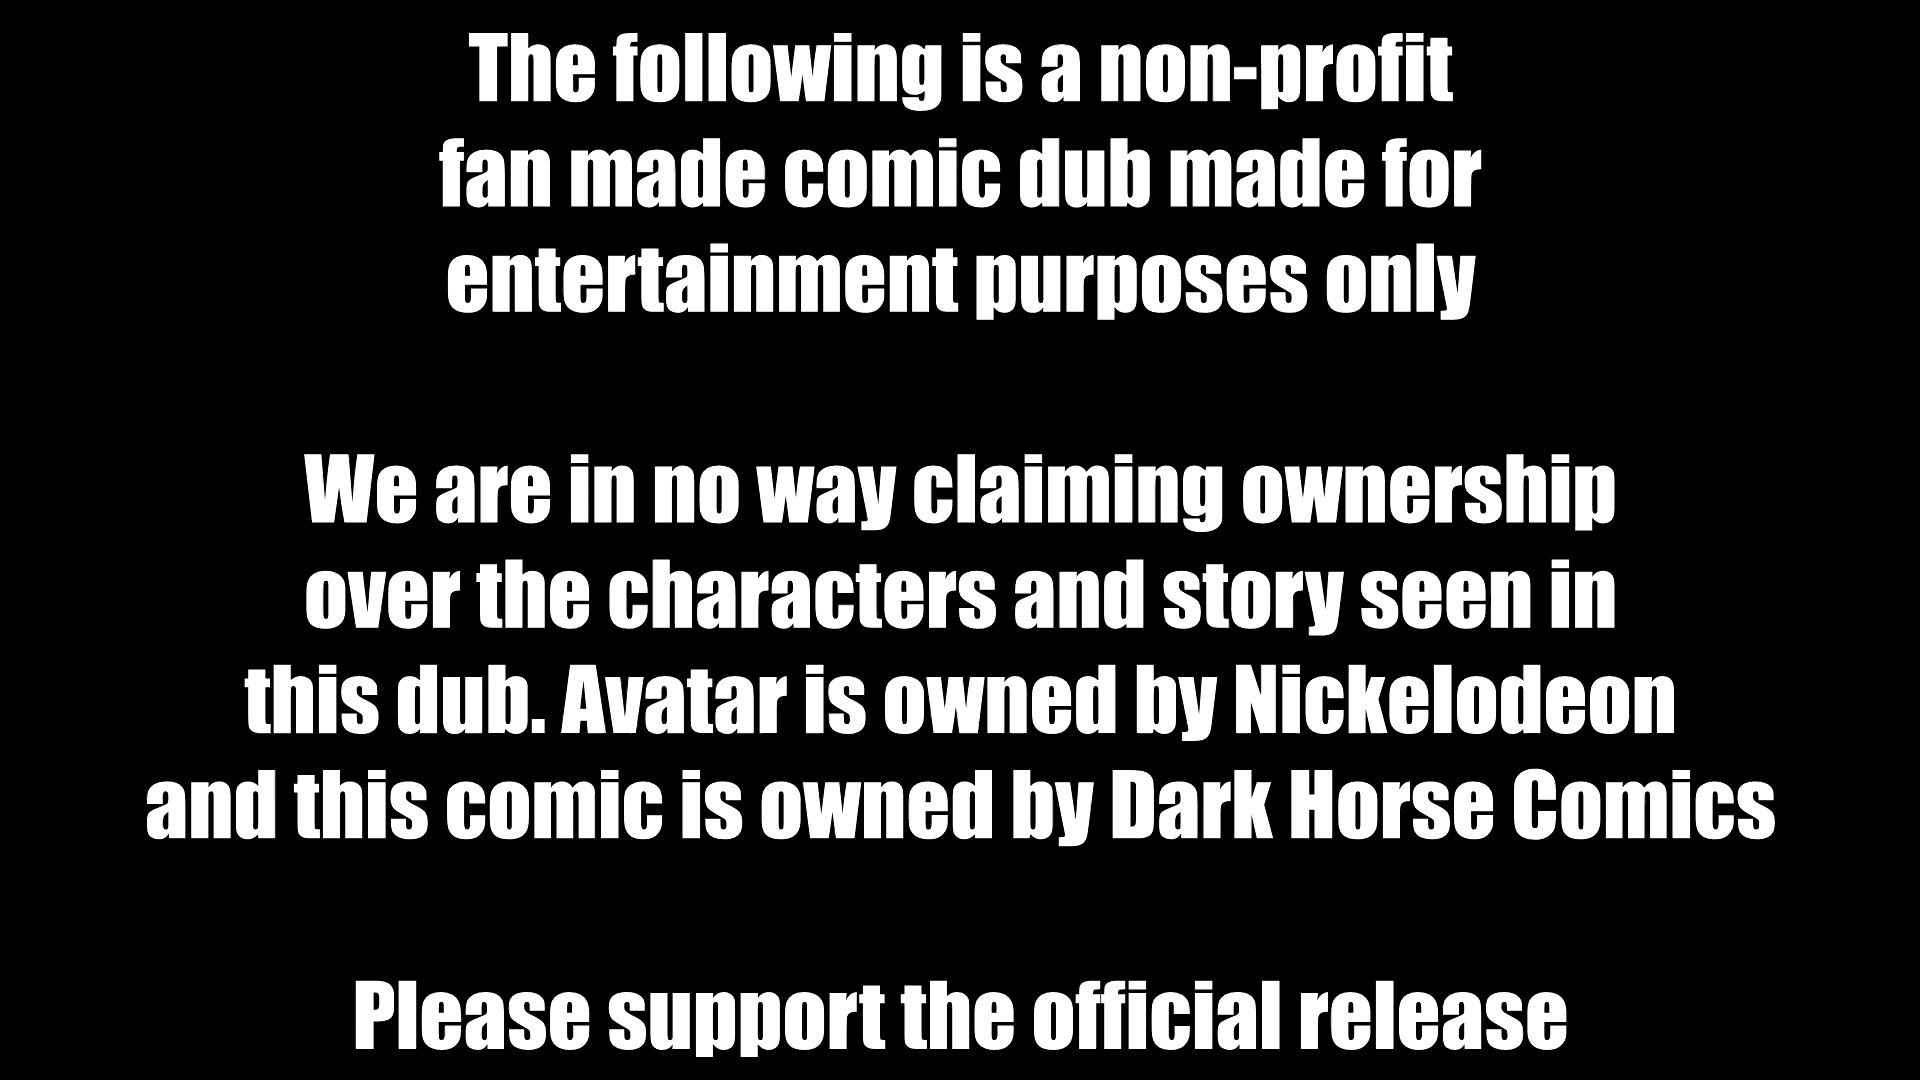 The following is a non-profit
fan made comic dub made for
entertainment purposes only
We are in no way claiming ownership
over the characters and story seen in
this dub. Avatar is owned by Nickelodeon
and this comic is owned by Dark Horse Comics
Please support the official release